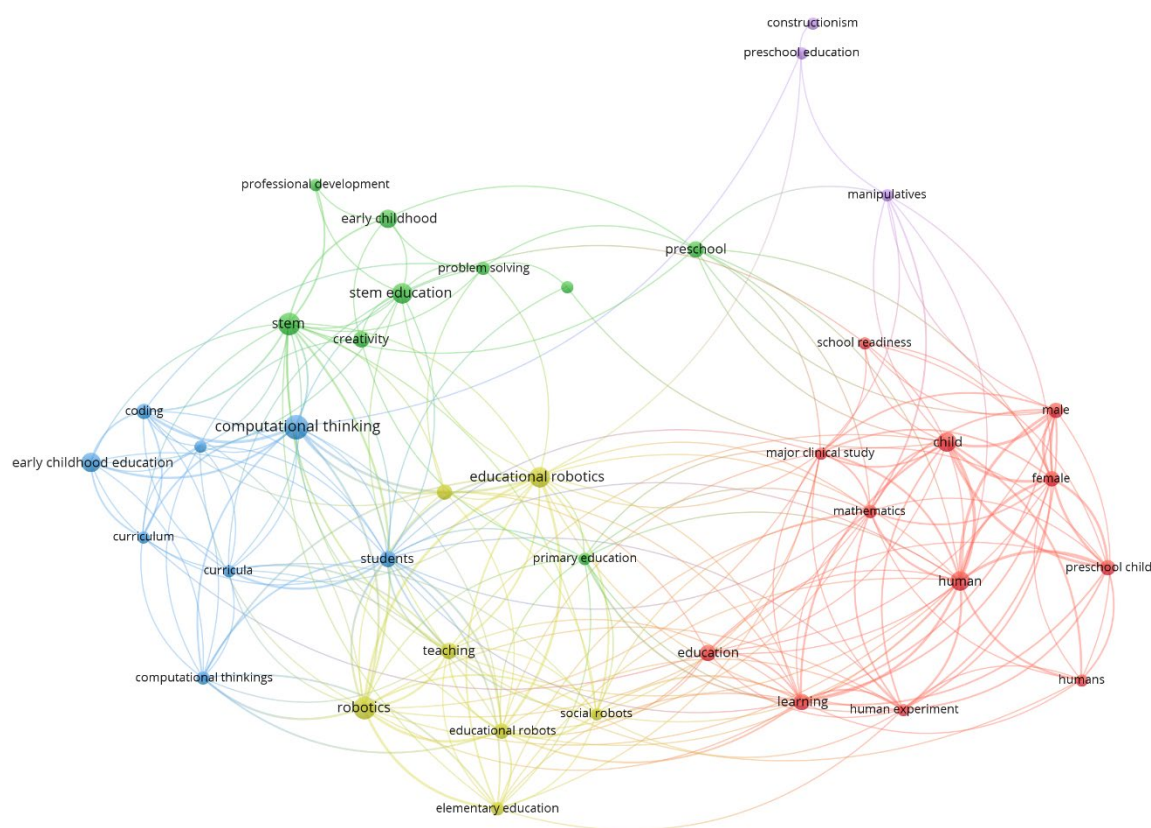 constructionism
preschool education
professional development
manipulatives
early childhood
preschool
problem solving
stem education
stem
creativity
school readiness
coding
male
computational thinking
child
major clinical study
early childhood education
educational robotics
female
mathematics
curriculum
students
primary education
curricula
preschool child
human
teaching
education
computational thinkings
humans
learning
robotics
social robots
human experiment
educational robots
elementary education